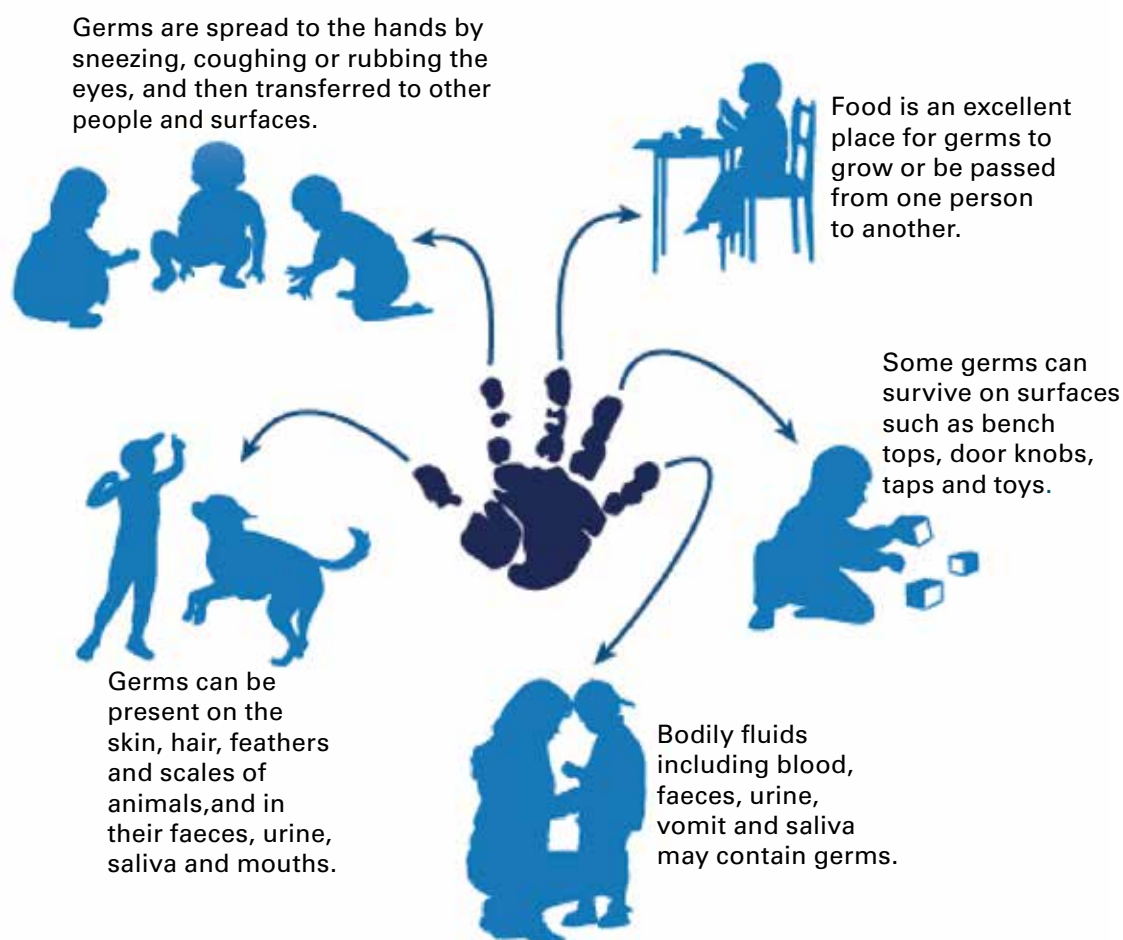 Germs are spread to the hands by
sneezing, coughing or rubbing the
eyes, and then transferred to other
people and surfaces.
Food is an excellent
place for germs to
grow or be passed
from one person
to another.
Some germs can
survive on surfaces
such as bench
tops, door knobs,
taps and toys.
Germs can be
present on the
skin, hair, feathers
and scales of
animals,and in
their faeces, urine,
saliva and mouths.
Bodily fluids
including blood,
faeces, urine,
vomit and saliva
may contain germs.